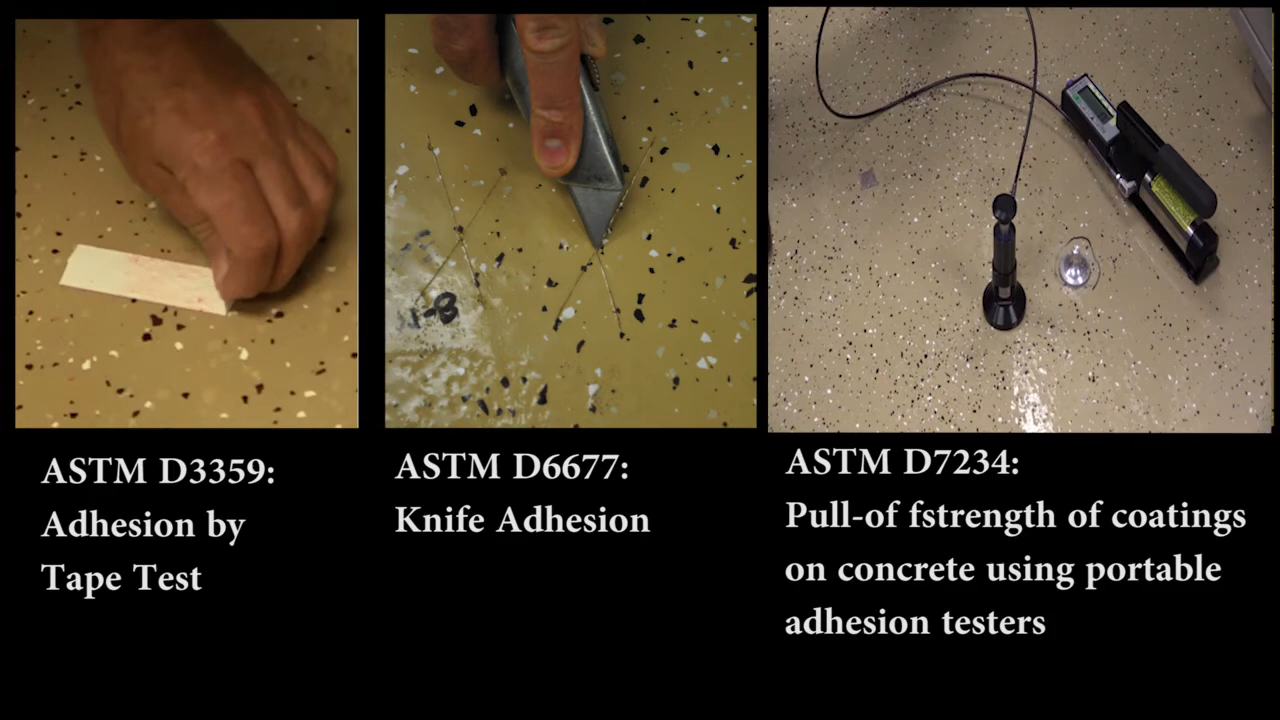 ASTM D3359:
Adhesion by
Tape Test
ASTM D6677:
Knife Adhesion
ASTM D7234:
Pull-of fstrength of coatings
on concrete using portable
adhesion testers